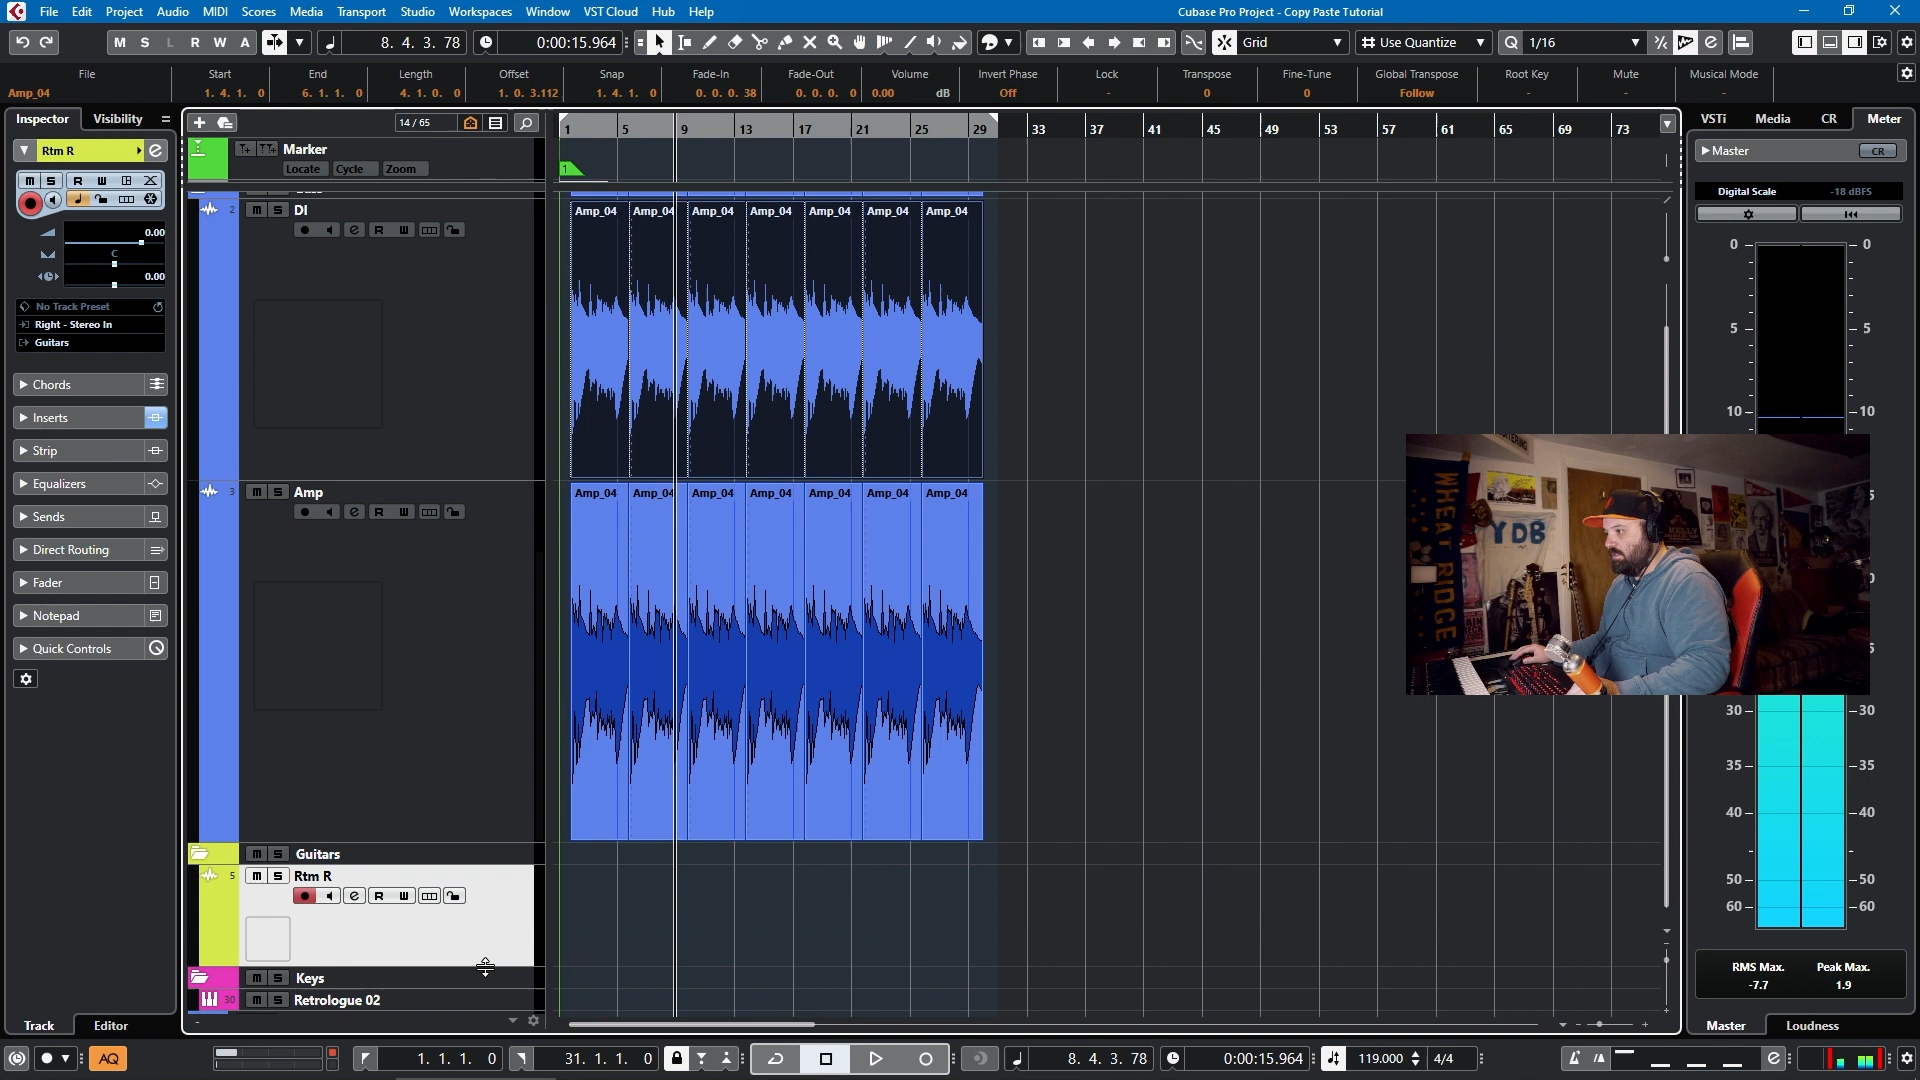 File Edit Project Audio MIDI Scores Media Transport Studio Workspaces Window VST Cloud Hub Help
Cubase Pro Project - Copy Paste Tutorial
M S L R W A 8. 4. 3. 78 0:00:15.964 Grid Use Quantize 1/16
File Start End Length Offset Snap Fade-In Fade-Out Volume Invert Phase Lock Transpose Fine-Tune Global Transpose Root Key Mute Musical Mode
Amp_04 1. 4. 1. 0 6. 1. 1. 0 4. 1. 0. 0 1. 0. 3.112 1. 4. 1. 0 0. 0. 0. 38 0. 0. 0. 0 0.00 dB Off - 0 0 Follow - - -
Inspector Visibility
14 / 65
1 5 9 13 17 21 25 29 33 37 41 45 49 53 57 61 65 69 73
VSTi Media CR Meter
Rtm R
Marker
Locate Cycle Zoom
1
Master CR
Digital Scale -18 dBFS
M S R W
0.00
C
0.00
No Track Preset
Right - Stereo In
Guitars
Chords
Inserts
Strip
Equalizers
Sends
Direct Routing
Fader
Notepad
Quick Controls
2 M S DI
R W
Amp_04 Amp_04 Amp_04 Amp_04 Amp_04 Amp_04 Amp_04
3 M S Amp
R W
Amp_04 Amp_04 Amp_04 Amp_04 Amp_04 Amp_04 Amp_04
M S Guitars
5 M S Rtm R
R W
M S Keys
30 M S Retrologue 02
0 0
5 5
10 10
WHEAT RIDGE
YDB
30 30
35 35
40 40
50 50
60 60
RMS Max. Peak Max.
-7.7 1.9
Track Editor
Master Loudness
AQ 1. 1. 1. 0 31. 1. 1. 0 8. 4. 3. 78 0:00:15.964 119.000 4/4